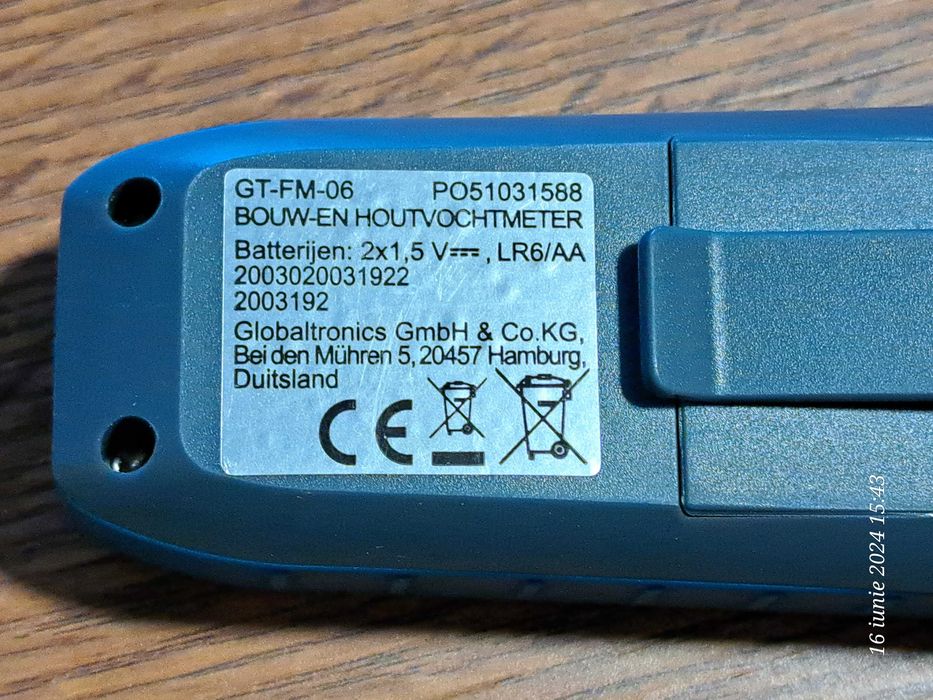 GT-FM-06 PO51031588
BOUW-EN HOUTVOCHTMETER
Batterijen: 2x1,5 V⎓, LR6/AA
2003020031922
2003192
Globaltronics GmbH & Co.KG,
Bei den Mühren 5, 20457 Hamburg,
Duitsland
CE
16 iunie 2024 15:43